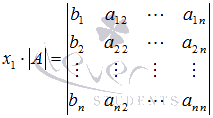 x₁ · |A| = | b₁ a₁₂ ⋯ a₁ₙ |
| b₂ a₂₂ ⋯ a₂ₙ |
| ⋮ ⋮ ⋮ ⋮ |
| bₙ aₙ₂ ⋯ aₙₙ |